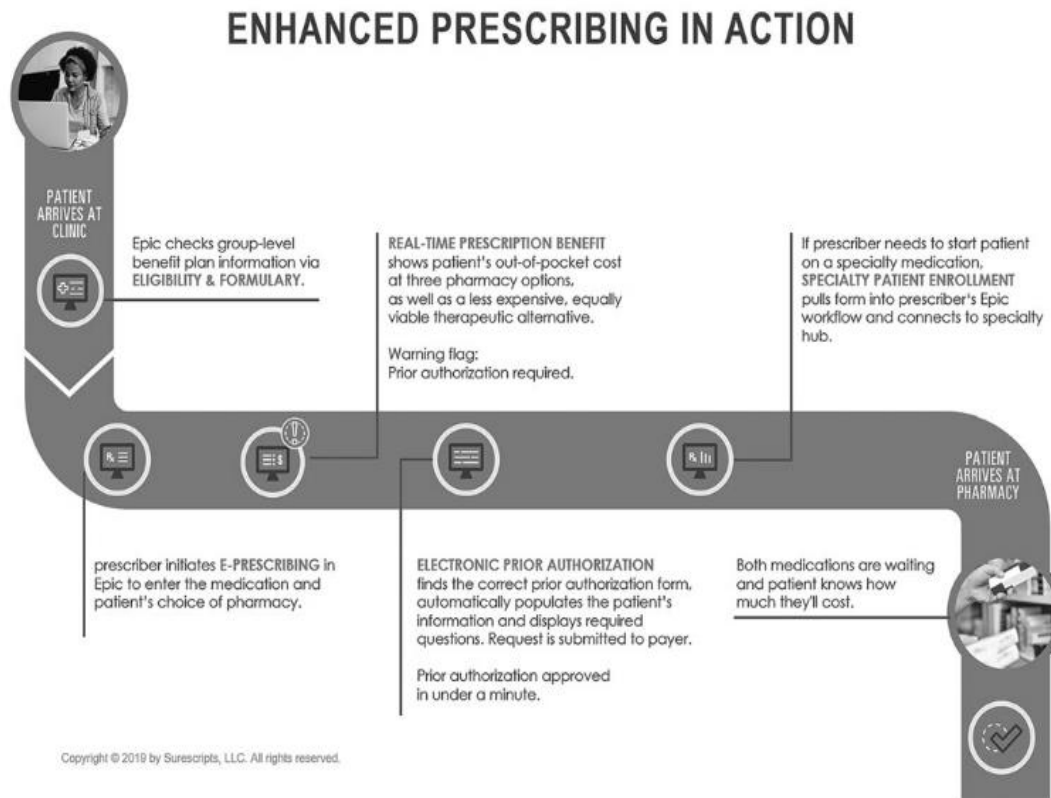 ENHANCED PRESCRIBING IN ACTION
PATIENT
ARRIVES AT
CLINIC
Epic checks group-level
benefit plan information via
ELIGIBILITY & FORMULARY.
prescriber initiates E-PRESCRIBING in
Epic to enter the medication and
patient's choice of pharmacy.
REAL-TIME PRESCRIPTION BENEFIT
shows patient's out-of-pocket cost
at three pharmacy options,
as well as a less expensive, equally
viable therapeutic alternative.
Warning flag:
Prior authorization required.
ELECTRONIC PRIOR AUTHORIZATION
finds the correct prior authorization form,
automatically populates the patient's
information and displays required
questions. Request is submitted to payer.
Prior authorization approved
in under a minute.
If prescriber needs to start patient
on a specialty medication,
SPECIALTY PATIENT ENROLLMENT
pulls form into prescriber's Epic
workflow and connects to specialty
hub.
PATIENT
ARRIVES AT
PHARMACY
Both medications are waiting
and patient knows how
much they'll cost.
Copyright © 2019 by Surescripts, LLC. All rights reserved.